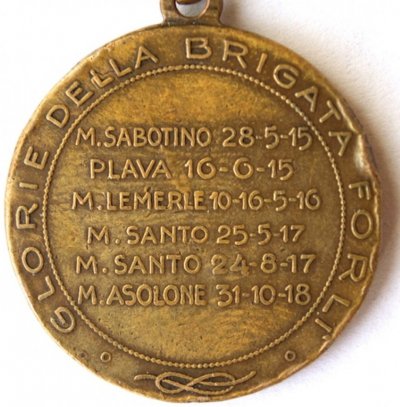 GLORIE DELLA BRIGATA FORLI'
M. SABOTINO 28-5-15
PLAVA 16-6-15
M. LEMERLE 10-16-5-16
M. SANTO 25-5-17
M. SANTO 24-8-17
M. ASOLONE 31-10-18